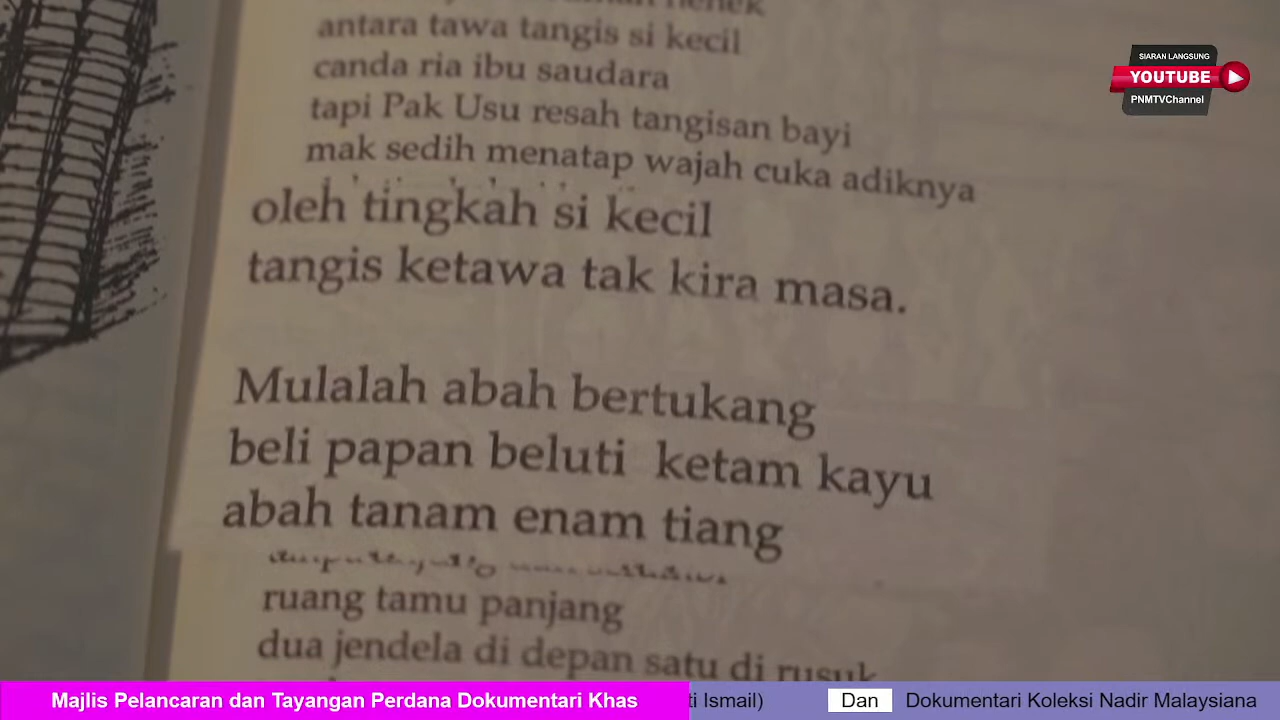 antara tawa tangis si kecil
canda ria ibu saudara
tapi Pak Usu resah tangisan bayi
mak sedih menatap wajah cuka adiknya
oleh tingkah si kecil
tangis ketawa tak kira masa.
Mulalah abah bertukang
beli papan beluti ketam kayu
abah tanam enam tiang
ruang tamu panjang
dua jendela di depan satu di rusuk
SIARAN LANGSUNG
YOUTUBE
PNMTVChannel
Majlis Pelancaran dan Tayangan Perdana Dokumentari Khas
Ismail) Dan Dokumentari Koleksi Nadir Malaysiana